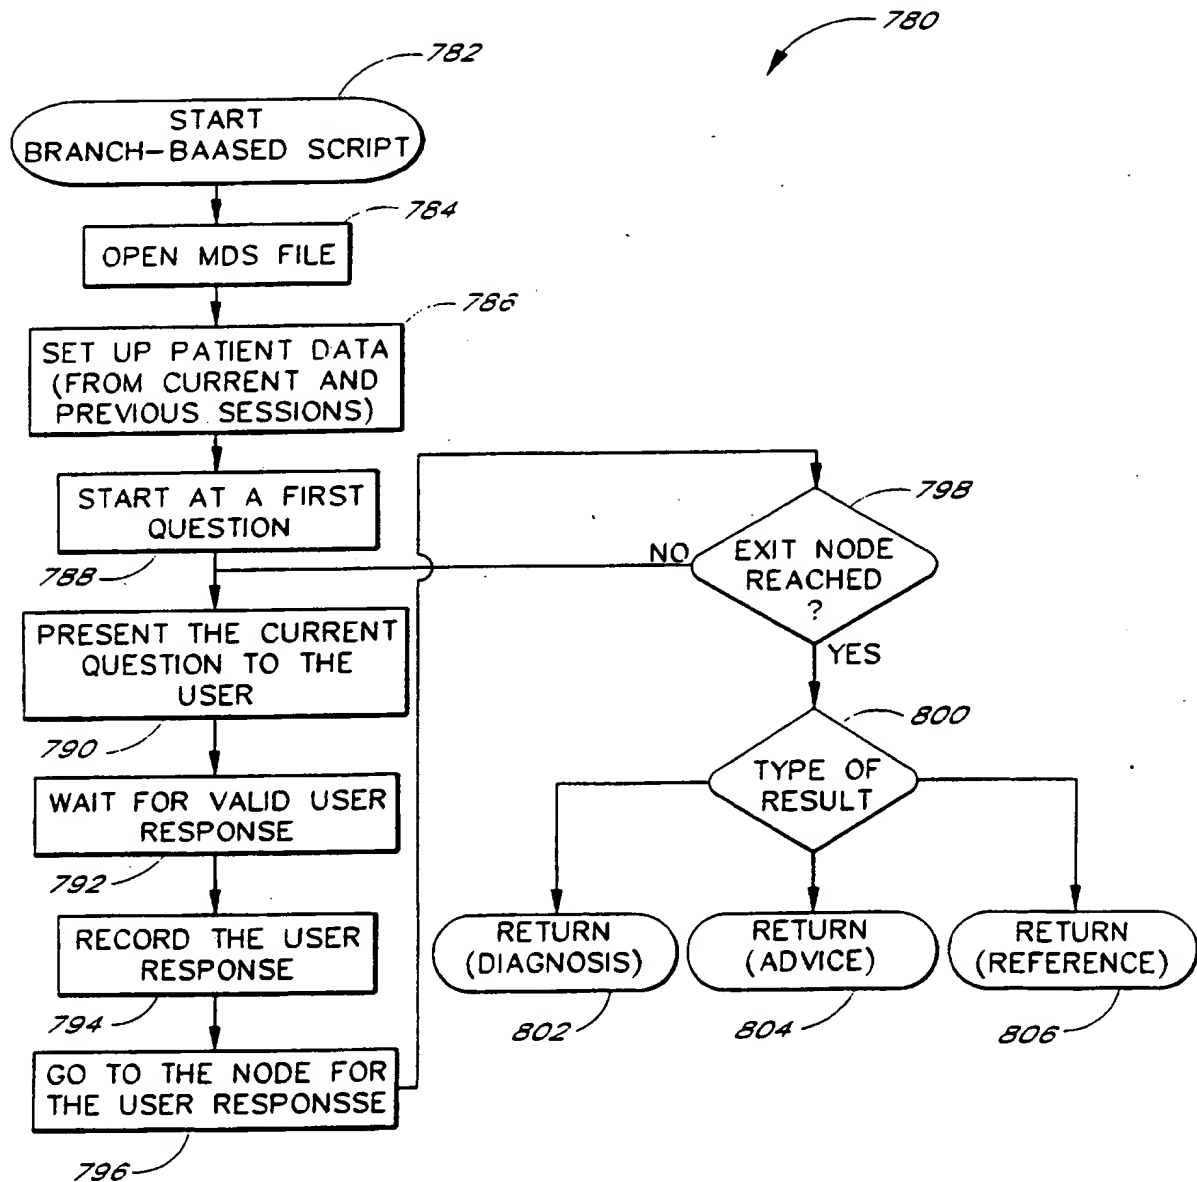 780
782
START
BRANCH-BAASED SCRIPT
784
OPEN MDS FILE
786
SET UP PATIENT DATA
(FROM CURRENT AND
PREVIOUS SESSIONS)
START AT A FIRST
QUESTION
788
PRESENT THE CURRENT
QUESTION TO THE
USER
790
WAIT FOR VALID USER
RESPONSE
792
RECORD THE USER
RESPONSE
794
GO TO THE NODE FOR
THE USER RESPONSSE
796
798
EXIT NODE
REACHED
?
NO
YES
800
TYPE OF
RESULT
RETURN
(DIAGNOSIS)
802
RETURN
(ADVICE)
804
RETURN
(REFERENCE)
806